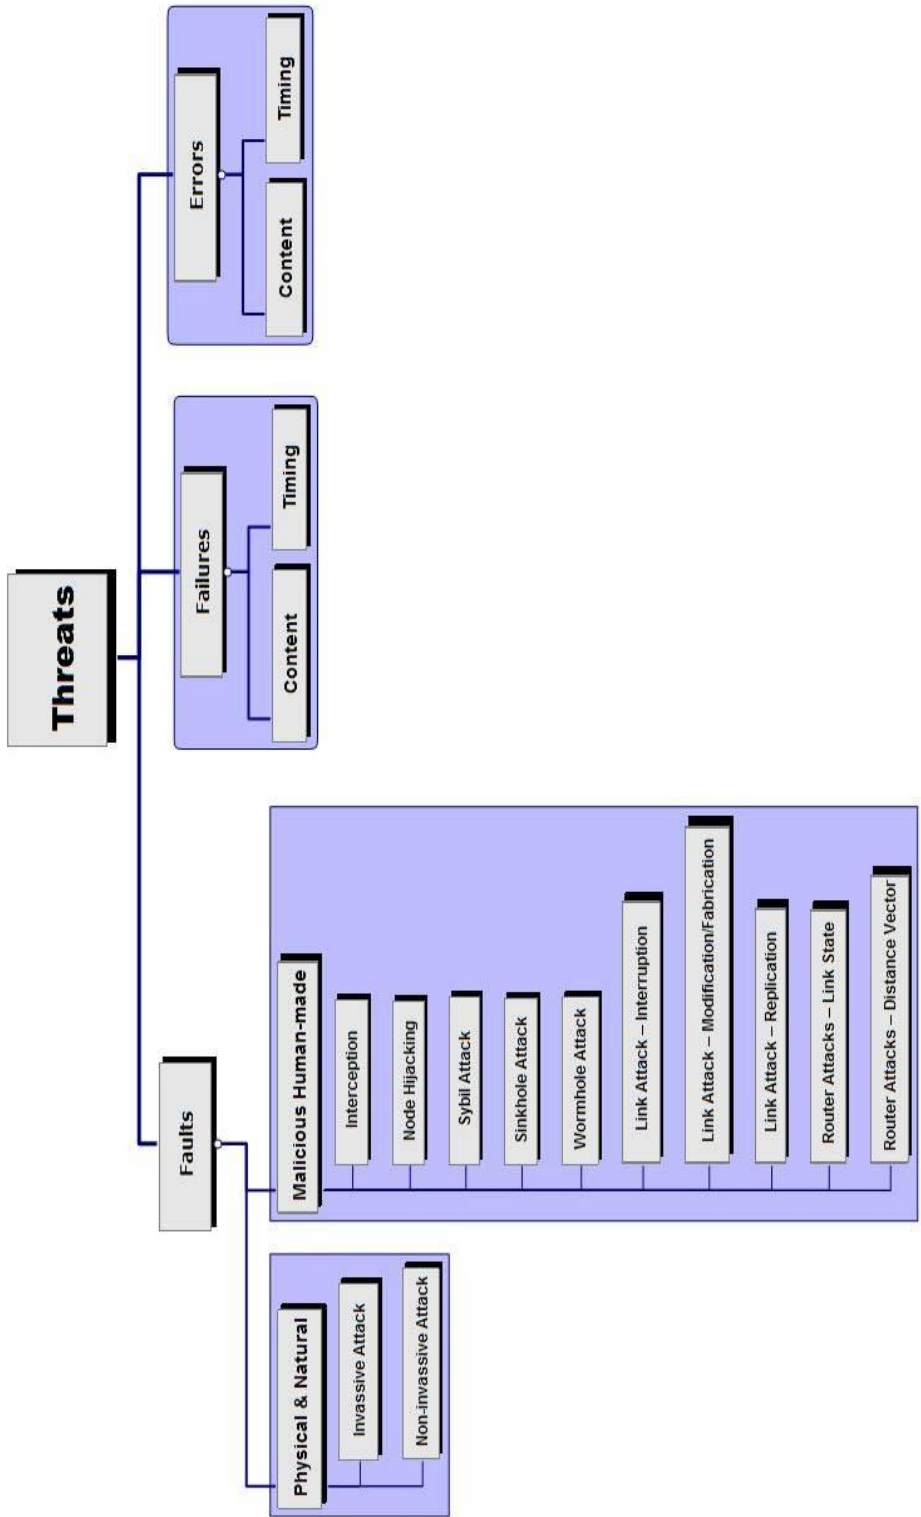 Threats
Faults
Failures
Errors
Physical & Natural
Invassive Attack
Non-invassive Attack
Malicious Human-made
Interception
Node Hijacking
Sybil Attack
Sinkhole Attack
Wormhole Attack
Link Attack – Interruption
Link Attack – Modification/Fabrication
Link Attack – Replication
Router Attacks – Link State
Router Attacks – Distance Vector
Content
Timing
Content
Timing